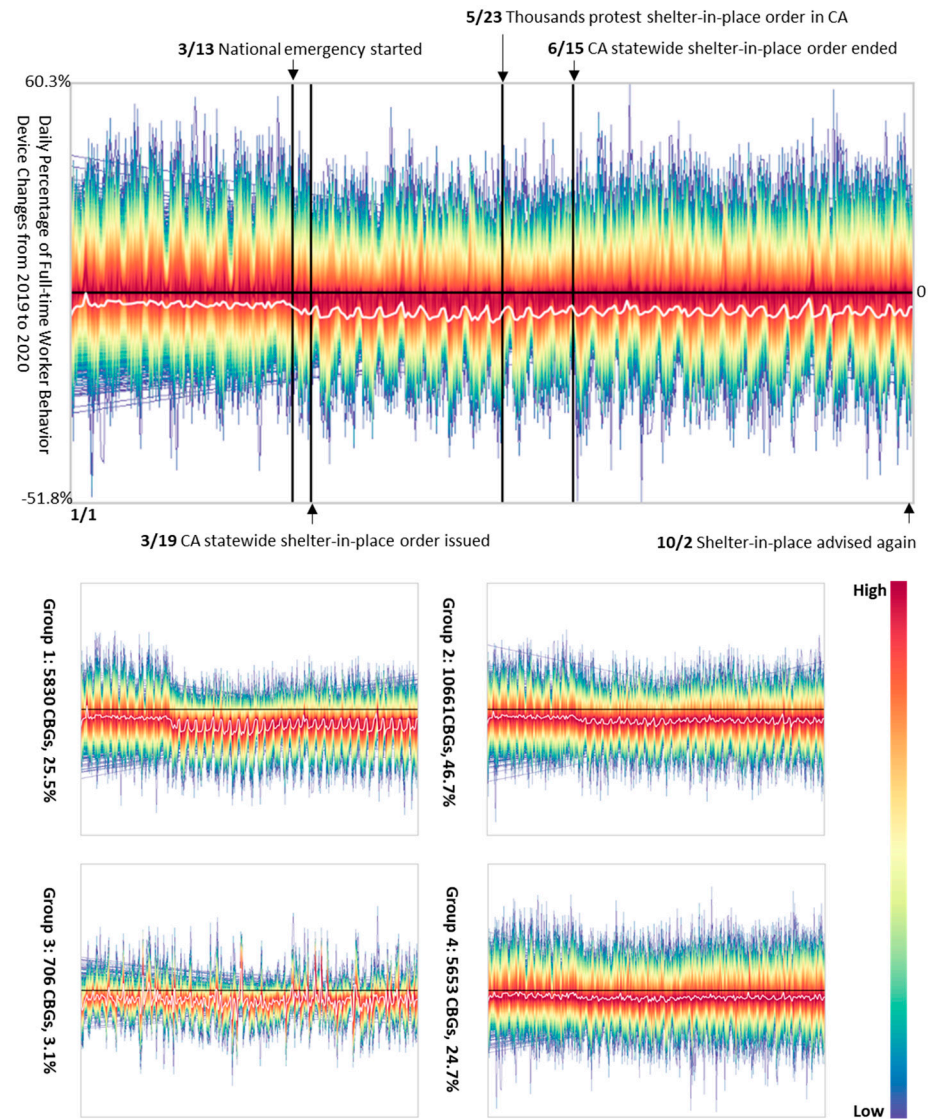 5/23 Thousands protest shelter-in-place order in CA
3/13 National emergency started
6/15 CA statewide shelter-in-place order ended
60.3%
Daily Percentage of Full-time Worker Behavior
Device Changes from 2019 to 2020
0
-51.8%
1/1
3/19 CA statewide shelter-in-place order issued
10/2 Shelter-in-place advised again
Group 1: 5830 CBGs, 25.5%
Group 2: 10661CBGs, 46.7%
High
Group 3: 706 CBGs, 3.1%
Group 4: 5653 CBGs, 24.7%
Low